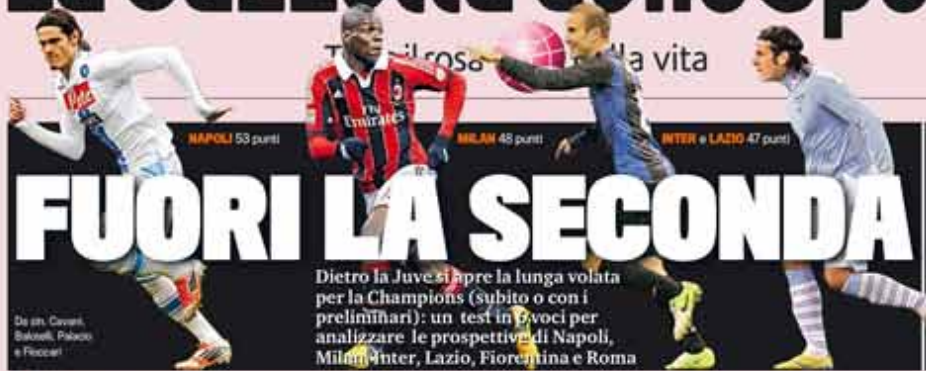 il rosa della vita
NAPOLI 53 punti
MILAN 48 punti
INTER e LAZIO 47 punti
Fly
Emirates
FUORI LA SECONDA
Dietro la Juve si apre la lunga volata
per la Champions (subito o con i
preliminari): un test in 6 voci per
analizzare le prospettive di Napoli,
Milan, Inter, Lazio, Fiorentina e Roma
Da sin. Cavani,
Balotelli, Palacio
e Floccari